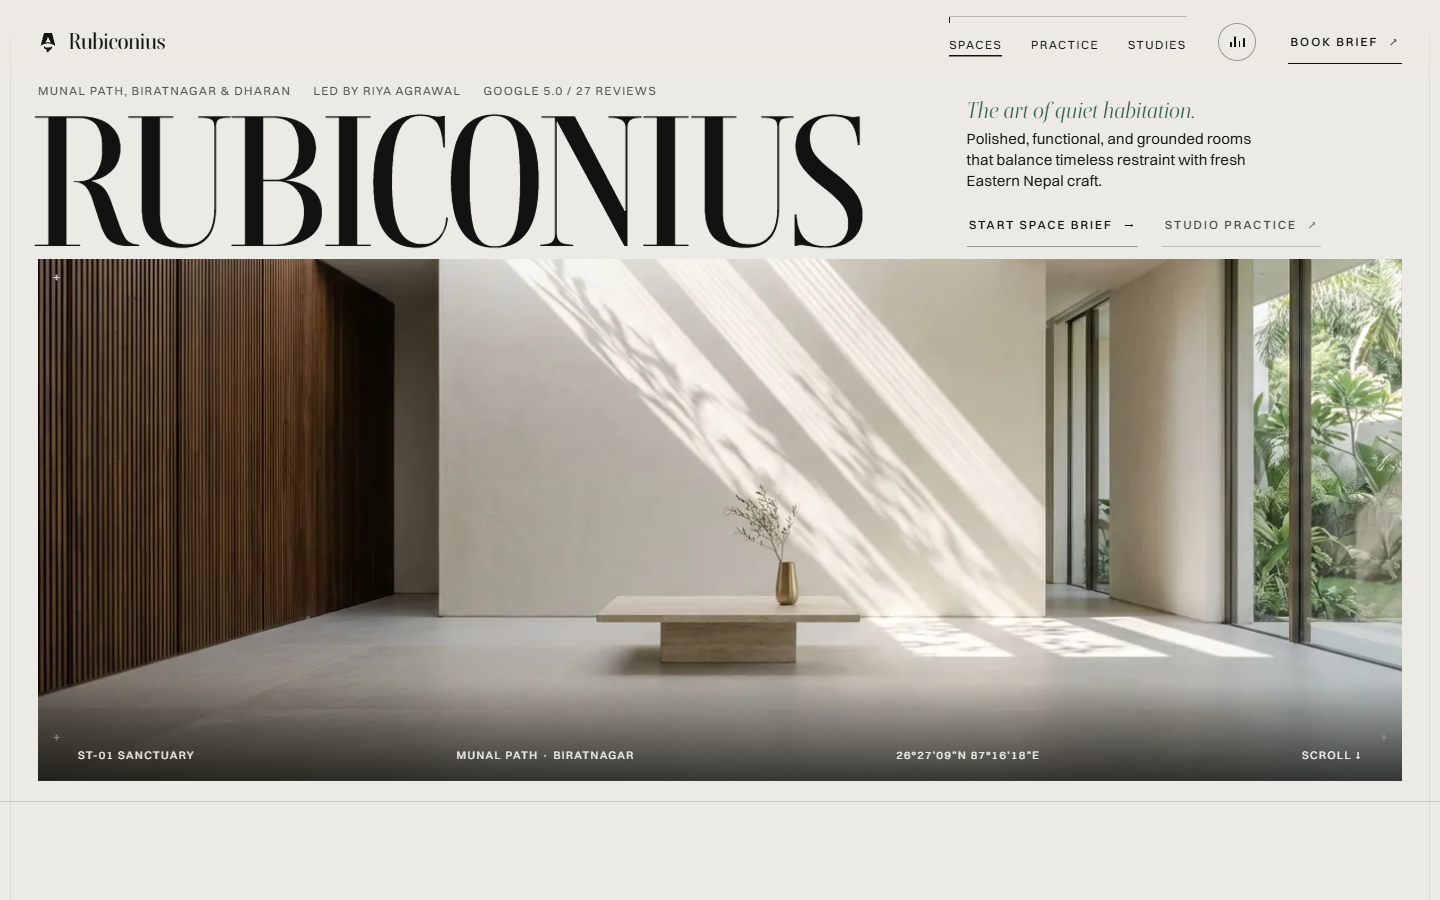 Rubiconius
SPACES PRACTICE STUDIES
BOOK BRIEF ↗
MUNAL PATH, BIRATNAGAR & DHARAN LED BY RIYA AGRAWAL GOOGLE 5.0 / 27 REVIEWS
RUBICONIUS
The art of quiet habitation.
Polished, functional, and grounded rooms
that balance timeless restraint with fresh
Eastern Nepal craft.
START SPACE BRIEF → STUDIO PRACTICE ↗
ST-01 SANCTUARY MUNAL PATH · BIRATNAGAR 26°27'09"N 87°16'18"E SCROLL ↓